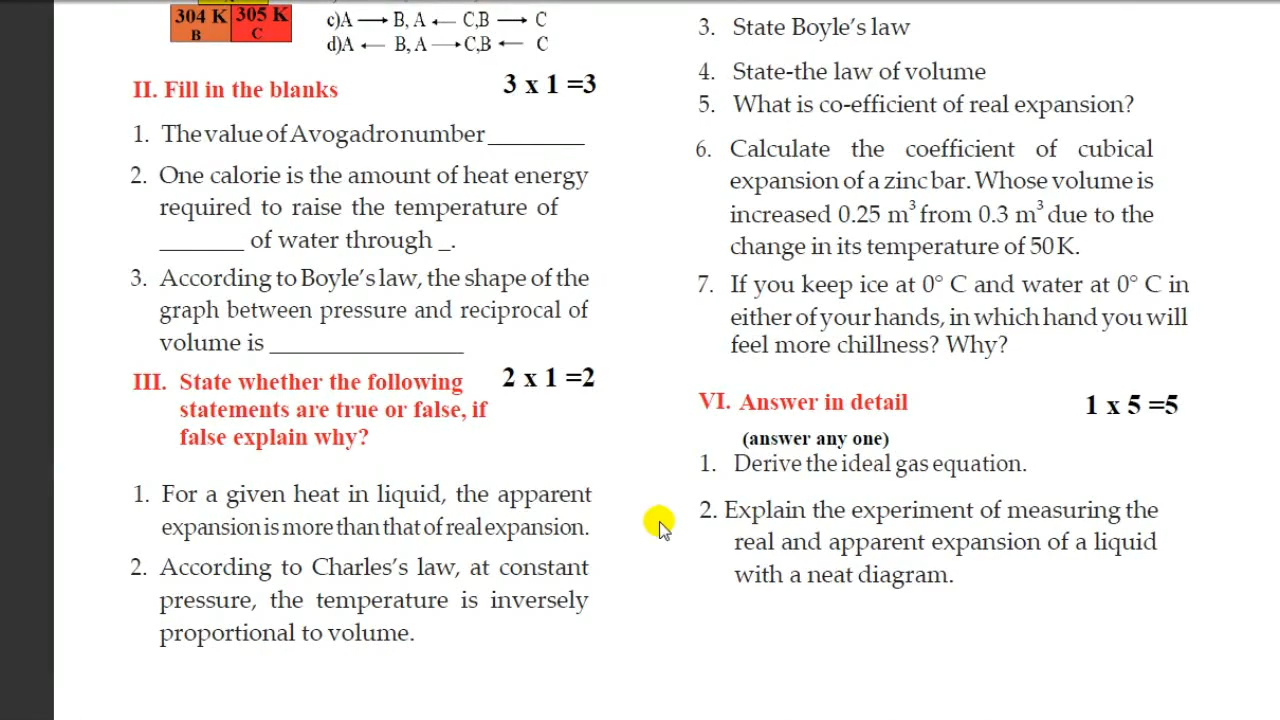 304 K 305 K
B C
c)A → B, A ← C,B → C
d)A ← B, A → C,B ← C
II. Fill in the blanks 3 x 1 =3
1. The value of Avogadro number ________
2. One calorie is the amount of heat energy
required to raise the temperature of
_______ of water through _.
3. According to Boyle's law, the shape of the
graph between pressure and reciprocal of
volume is ________________
III. State whether the following 2 x 1 =2
statements are true or false, if
false explain why?
1. For a given heat in liquid, the apparent
expansion is more than that of real expansion.
2. According to Charles's law, at constant
pressure, the temperature is inversely
proportional to volume.
3. State Boyle's law
4. State-the law of volume
5. What is co-efficient of real expansion?
6. Calculate the coefficient of cubical
expansion of a zinc bar. Whose volume is
increased 0.25 m³ from 0.3 m³ due to the
change in its temperature of 50 K.
7. If you keep ice at 0° C and water at 0° C in
either of your hands, in which hand you will
feel more chillness? Why?
VI. Answer in detail 1 x 5 =5
(answer any one)
1. Derive the ideal gas equation.
2. Explain the experiment of measuring the
real and apparent expansion of a liquid
with a neat diagram.